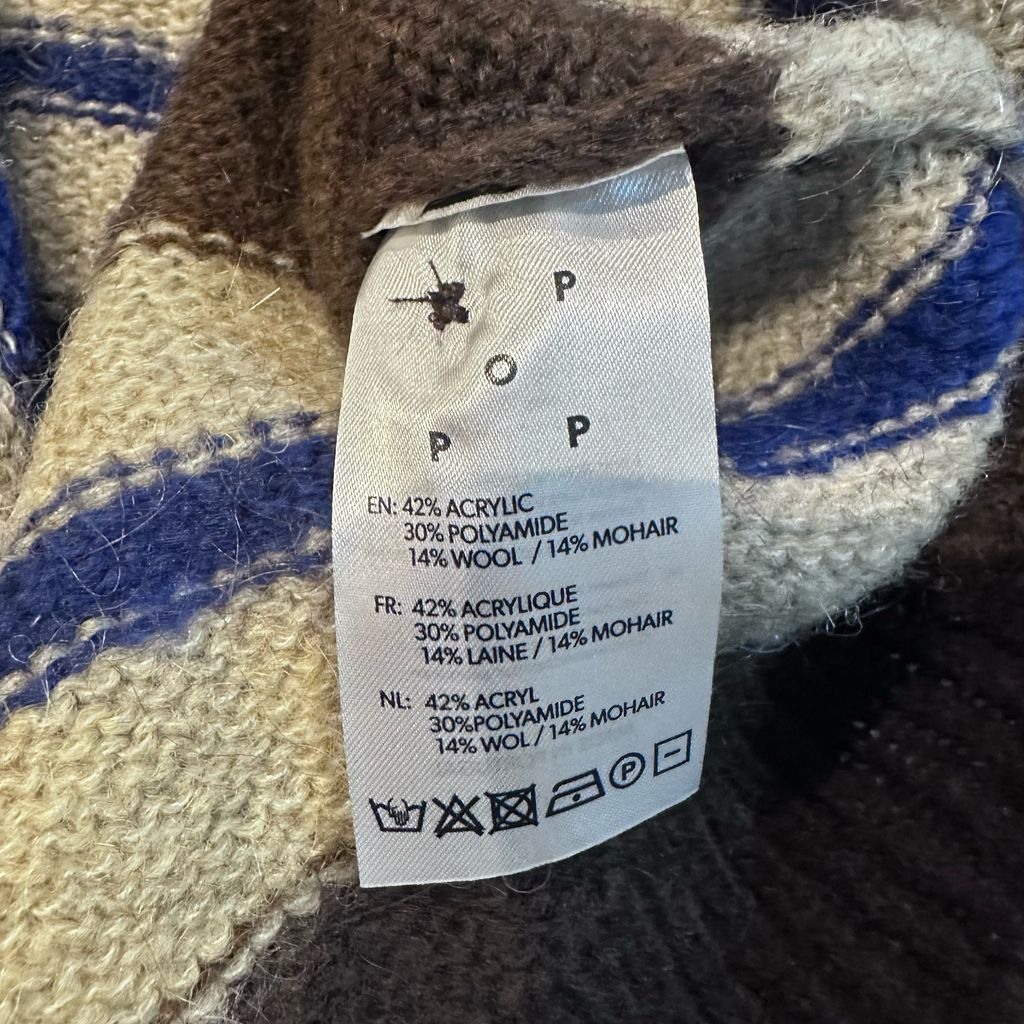 P
O
P P
EN: 42% ACRYLIC
30% POLYAMIDE
14% WOOL / 14% MOHAIR
FR: 42% ACRYLIQUE
30% POLYAMIDE
14% LAINE / 14% MOHAIR
NL: 42% ACRYL
30%POLYAMIDE
14% WOL / 14% MOHAIR
P